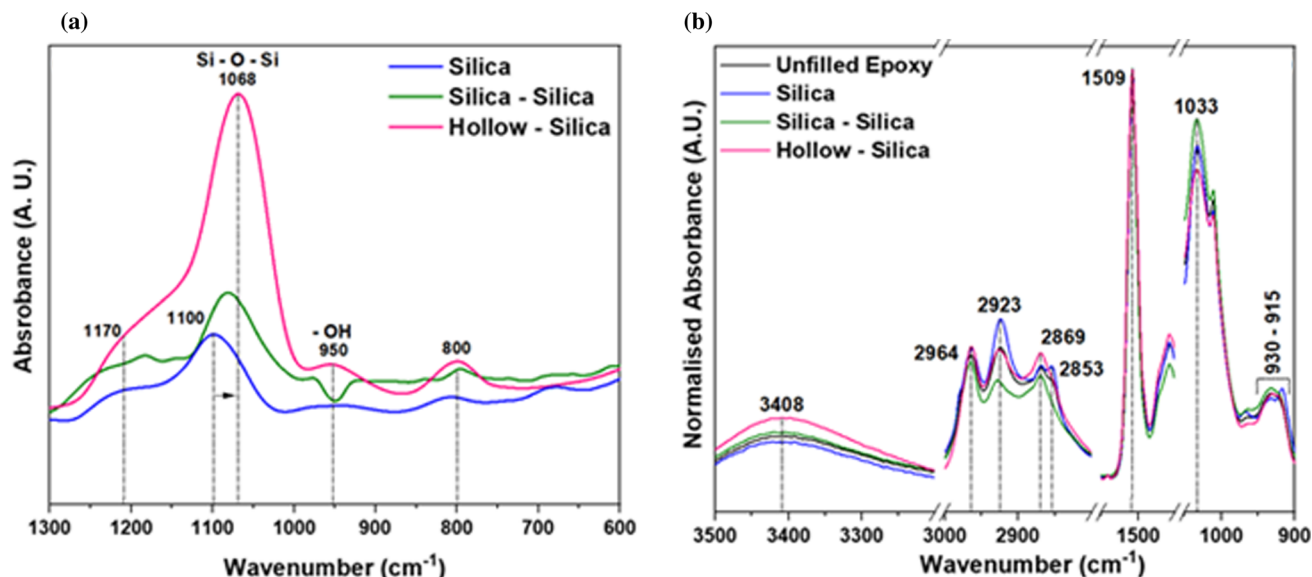 (a)
Si - O - Si
1068
Silica
Silica - Silica
Hollow - Silica
1170
1100
- OH
950
800
Absrobance (A. U.)
1300
1200
1100
1000
900
800
700
600
Wavenumber (cm-1)
(b)
Unfilled Epoxy
Silica
Silica - Silica
Hollow - Silica
1509
1033
2923
2964
2869
2853
3408
930 - 915
Normalised Absorbance (A.U.)
3500
3400
3300
3000
2900
1500
1000
900
Wavenumber (cm-1)